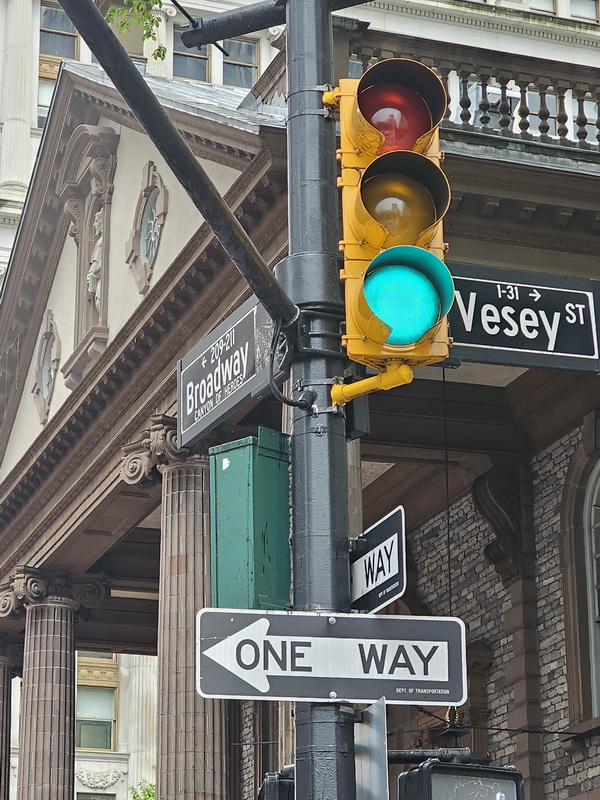 1-31 →
Vesey ST
← 209-211
Broadway
CANYON OF HEROES
WAY
ONE WAY
DEPT. OF TRANSPORTATION